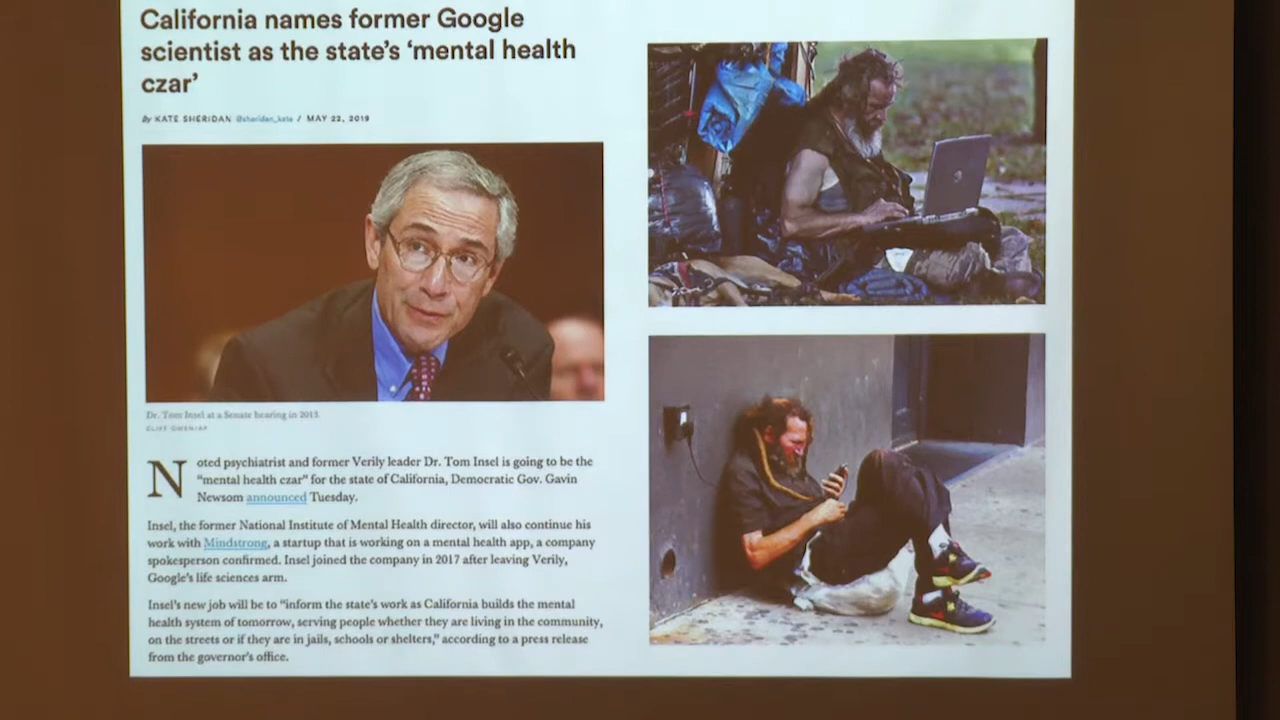 California names former Google
scientist as the state's 'mental health
czar'
By KATE SHERIDAN @sheridan_kate / MAY 22, 2019
Dr. Tom Insel at a Senate hearing in 2013.
CLIFF OWEN/AP
Noted psychiatrist and former Verily leader Dr. Tom Insel is going to be the
"mental health czar" for the state of California, Democratic Gov. Gavin
Newsom announced Tuesday.
Insel, the former National Institute of Mental Health director, will also continue his
work with Mindstrong, a startup that is working on a mental health app, a company
spokesperson confirmed. Insel joined the company in 2017 after leaving Verily,
Google's life sciences arm.
Insel's new job will be to "inform the state's work as California builds the mental
health system of tomorrow, serving people whether they are living in the community,
on the streets or if they are in jails, schools or shelters," according to a press release
from the governor's office.